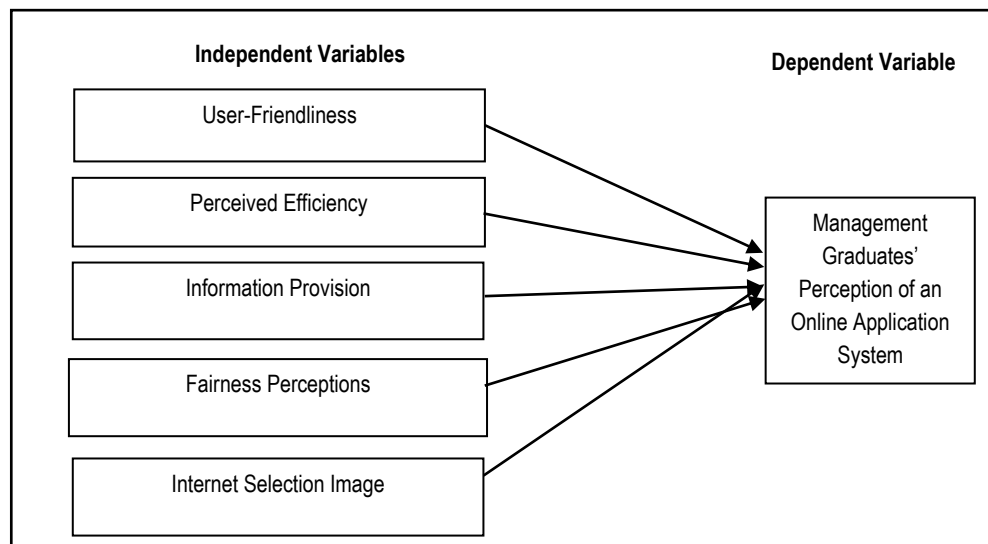 Independent Variables
Dependent Variable
User-Friendliness
Perceived Efficiency
Information Provision
Fairness Perceptions
Internet Selection Image
Management
Graduates’
Perception of an
Online Application
System